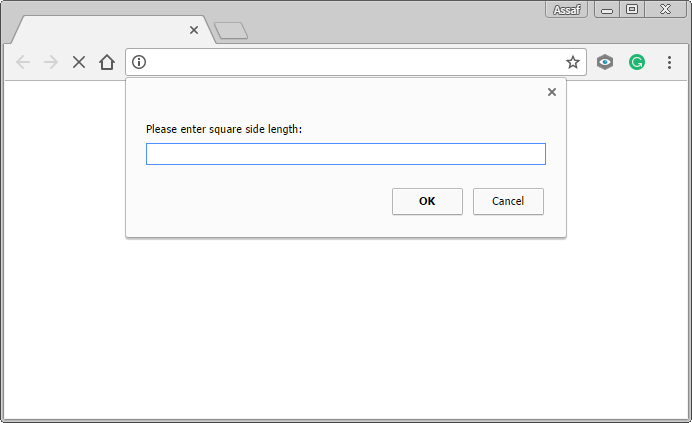 Assaf
Please enter square side length:
OK
Cancel